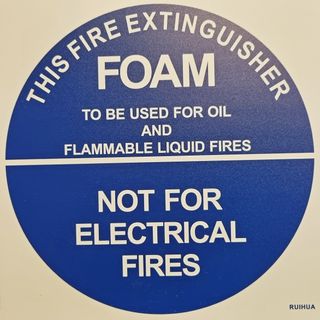 THIS FIRE EXTINGUISHER
FOAM
TO BE USED FOR OIL
AND
FLAMMABLE LIQUID FIRES
NOT FOR
ELECTRICAL
FIRES
RUIHUA